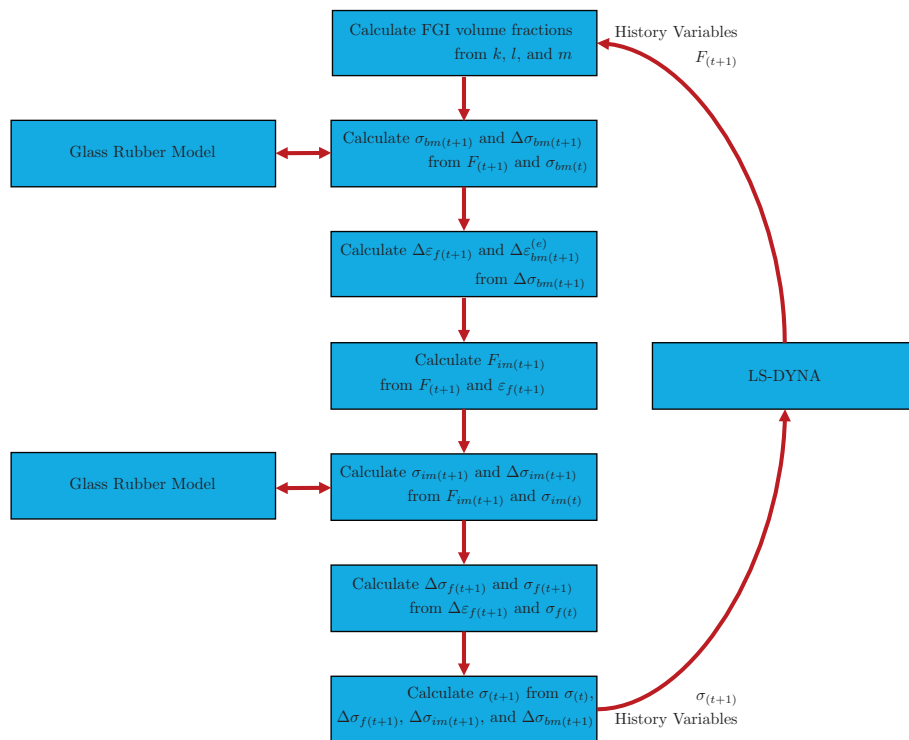 Calculate FGI volume fractions
from k, l, and m
History Variables
F(t+1)
Glass Rubber Model
Calculate σbm(t+1) and Δσbm(t+1)
from F(t+1) and σbm(t)
Calculate Δεf(t+1) and Δε(e)bm(t+1)
from Δσbm(t+1)
Calculate Fim(t+1)
from F(t+1) and εf(t+1)
LS-DYNA
Glass Rubber Model
Calculate σim(t+1) and Δσim(t+1)
from Fim(t+1) and σim(t)
Calculate Δσf(t+1) and σf(t+1)
from Δεf(t+1) and σf(t)
Calculate σ(t+1) from σ(t),
Δσf(t+1), Δσim(t+1), and Δσbm(t+1)
σ(t+1)
History Variables